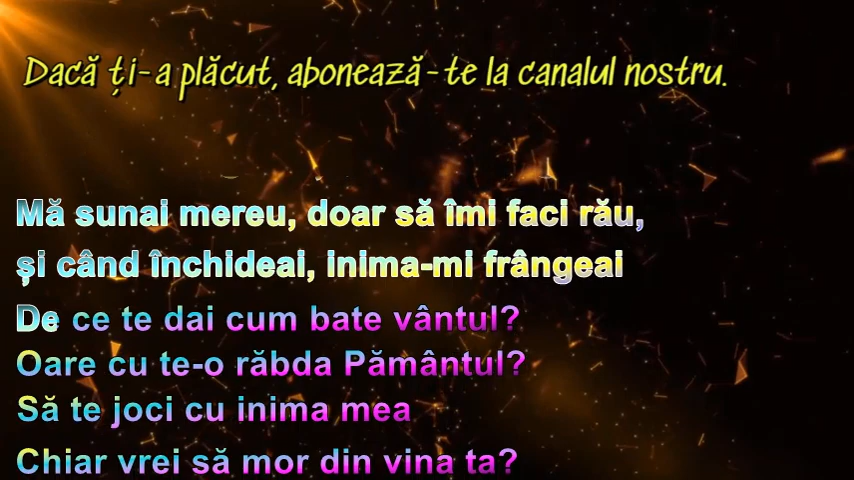 Dacă ți-a plăcut, abonează-te la canalul nostru.
Mă sunai mereu, doar să îmi faci rău,
și când închideai, inima-mi frângeai
De ce te dai cum bate vântul?
Oare cu te-o răbda Pământul?
Să te joci cu inima mea
Chiar vrei să mor din vina ta?